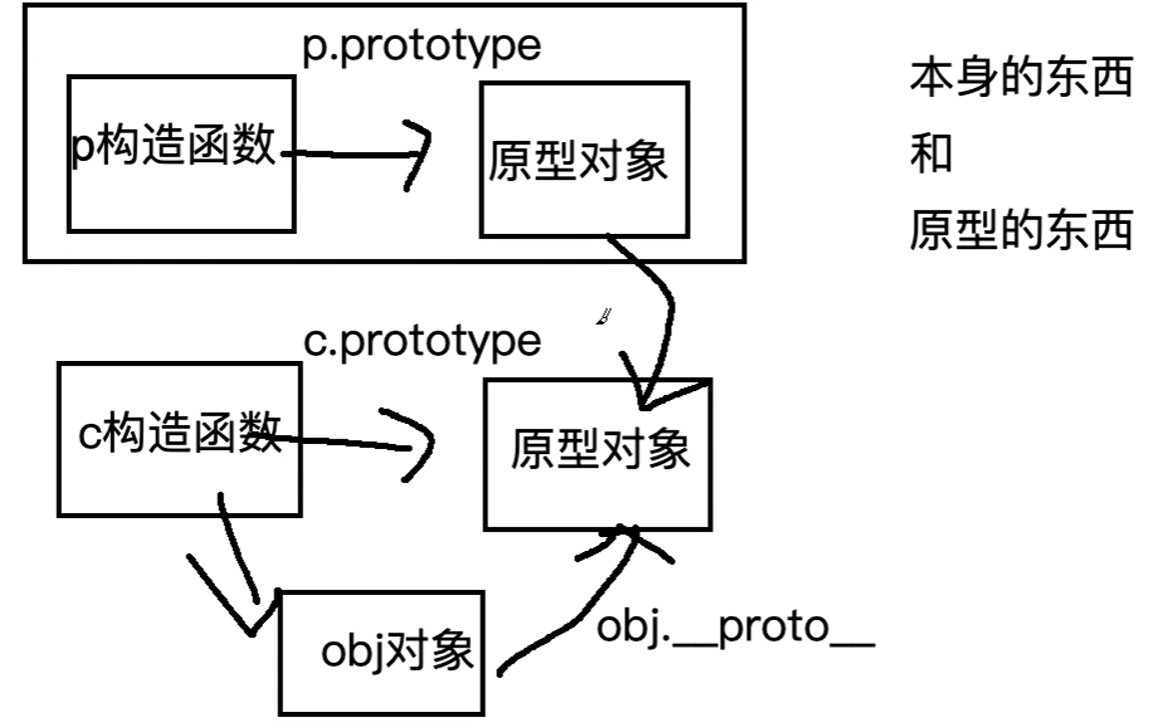 p.prototype
p构造函数
原型对象
本身的东西
和
原型的东西
c.prototype
c构造函数
原型对象
obj对象
obj.__proto__